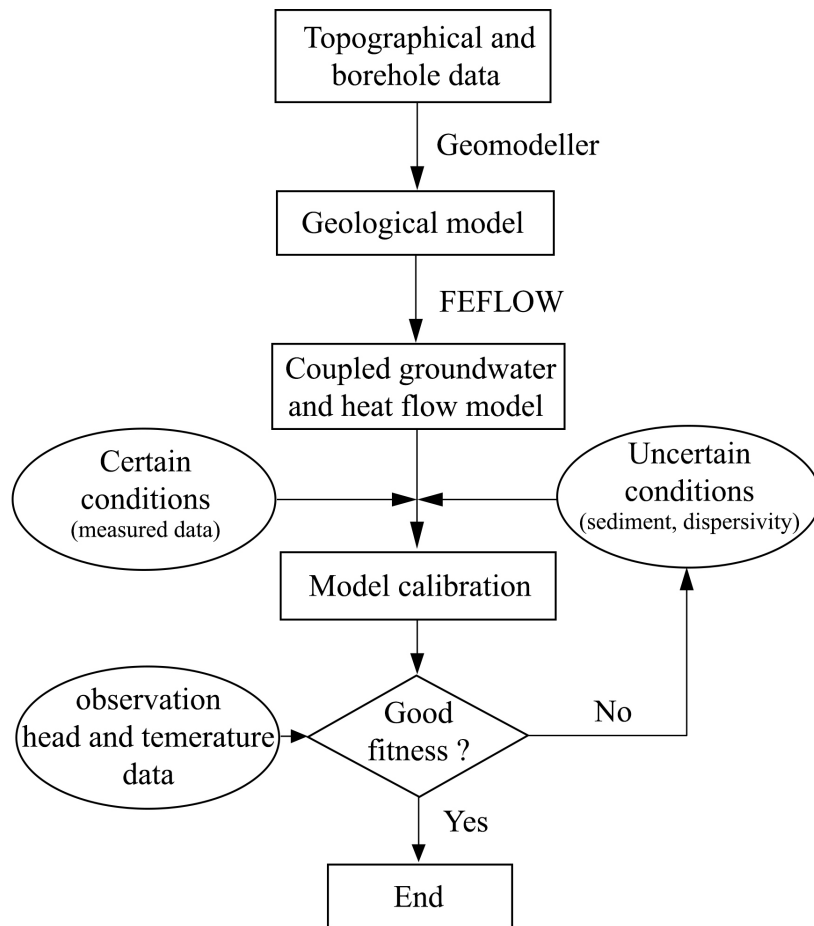 Topographical and
borehole data
Geomodeller
Geological model
FEFLOW
Coupled groundwater
and heat flow model
Certain
conditions
(measured data)
Uncertain
conditions
(sediment, dispersivity)
Model calibration
observation
head and temerature
data
Good
fitness ?
No
Yes
End